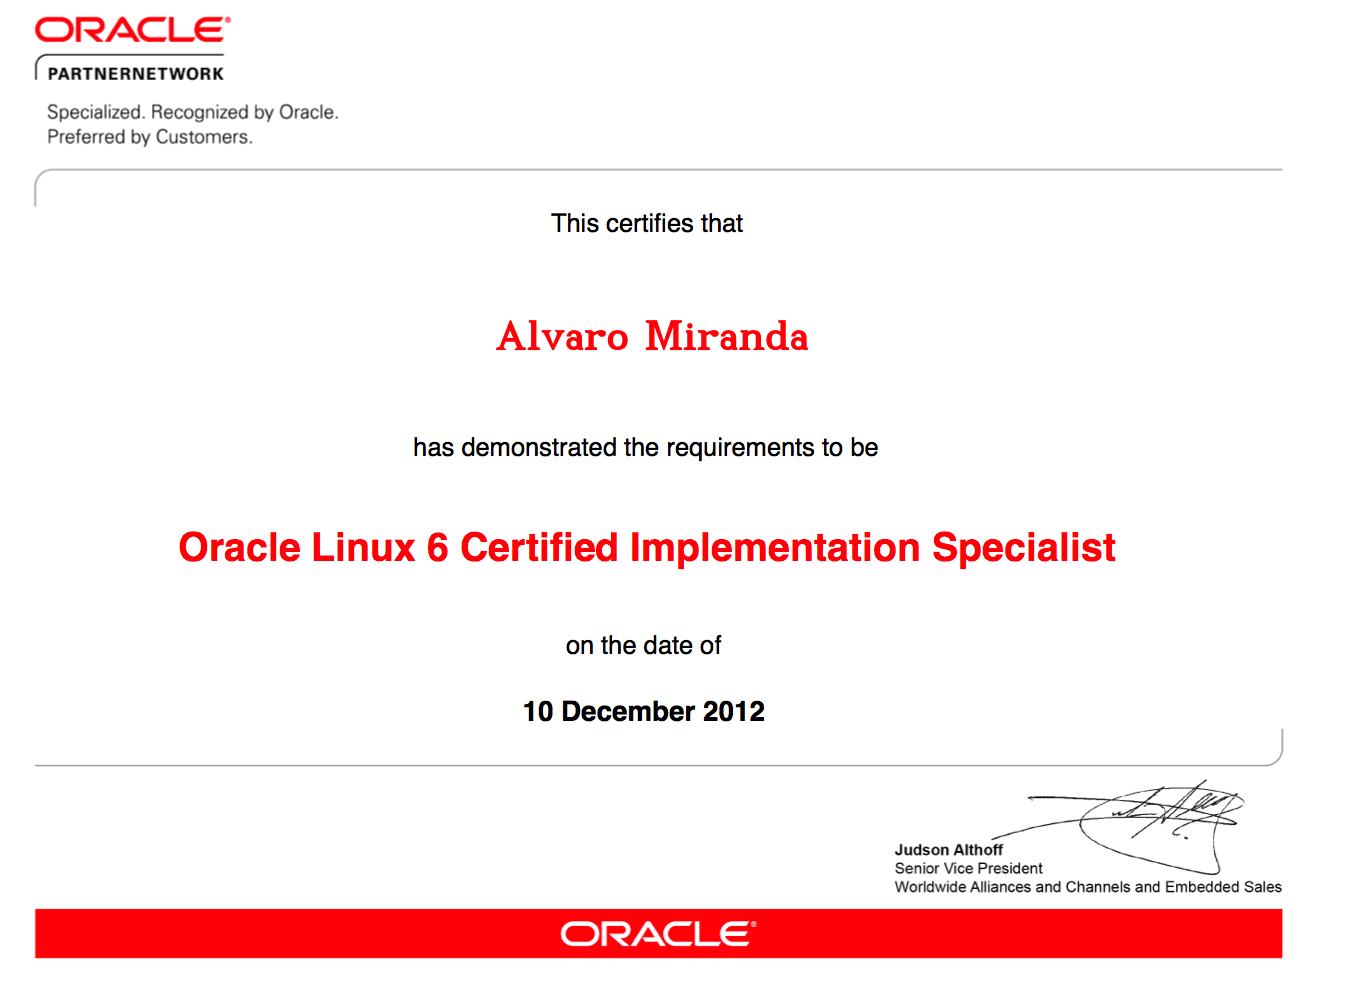 ORACLE®
PARTNERNETWORK
Specialized. Recognized by Oracle.
Preferred by Customers.
This certifies that
Alvaro Miranda
has demonstrated the requirements to be
Oracle Linux 6 Certified Implementation Specialist
on the date of
10 December 2012
Judson Althoff
Senior Vice President
Worldwide Alliances and Channels and Embedded Sales
ORACLE®